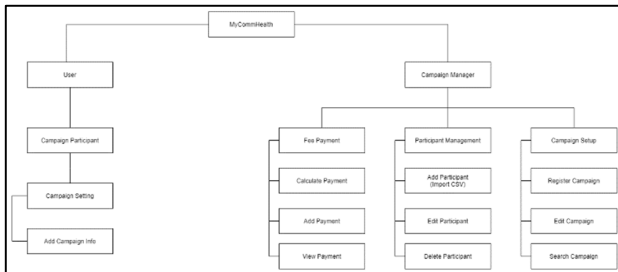 MyCommHealth
User
Campaign Manager
Campaign Participant
Fee Payment
Participant Management
Campaign Setup
Campaign Setting
Calculate Payment
Add Participant
(Import CSV)
Register Campaign
Add Campaign Info
Add Payment
Edit Participant
Edit Campaign
View Payment
Delete Participant
Search Campaign